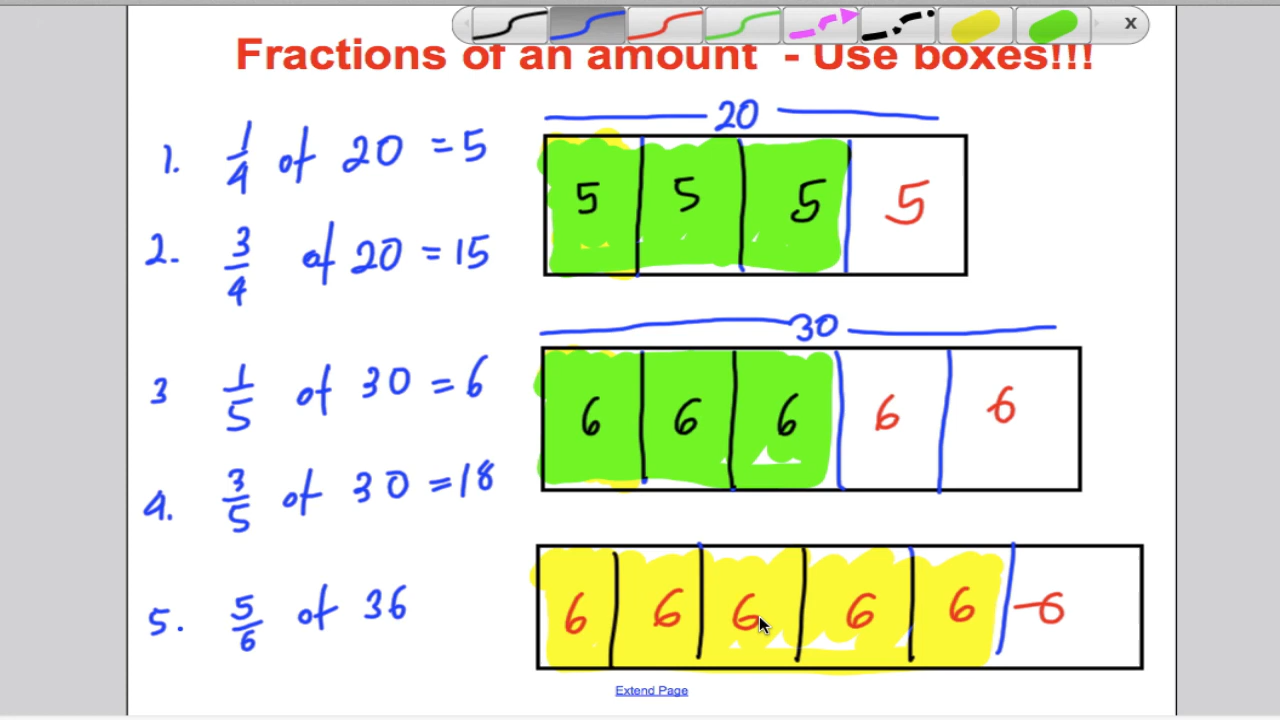 x
Fractions of an amount - Use boxes!!!
20
1. 1/4 of 20 = 5
5 5 5 5
2. 3/4 of 20 = 15
30
3 1/5 of 30 = 6
6 6 6 6 6
4. 3/5 of 30 = 18
5. 5/6 of 36
6 6 6 6 6 6
Extend Page